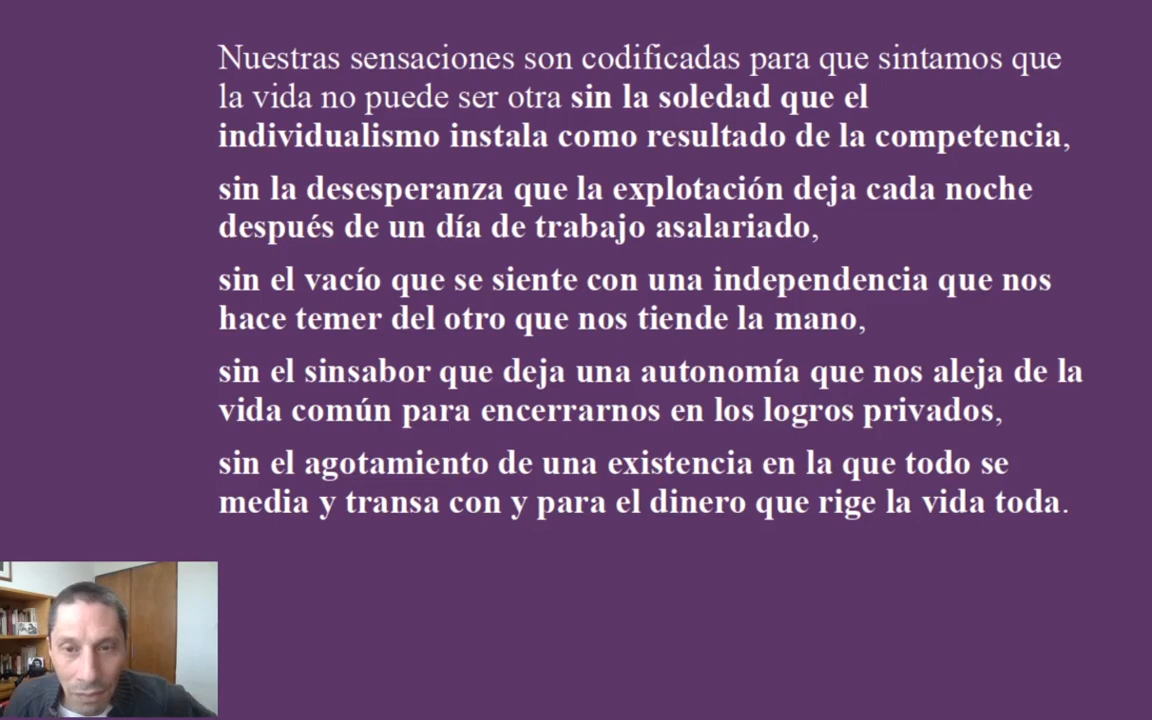 Nuestras sensaciones son codificadas para que sintamos que
la vida no puede ser otra sin la soledad que el
individualismo instala como resultado de la competencia,
sin la desesperanza que la explotación deja cada noche
después de un día de trabajo asalariado,
sin el vacío que se siente con una independencia que nos
hace temer del otro que nos tiende la mano,
sin el sinsabor que deja una autonomía que nos aleja de la
vida común para encerrarnos en los logros privados,
sin el agotamiento de una existencia en la que todo se
media y transa con y para el dinero que rige la vida toda.